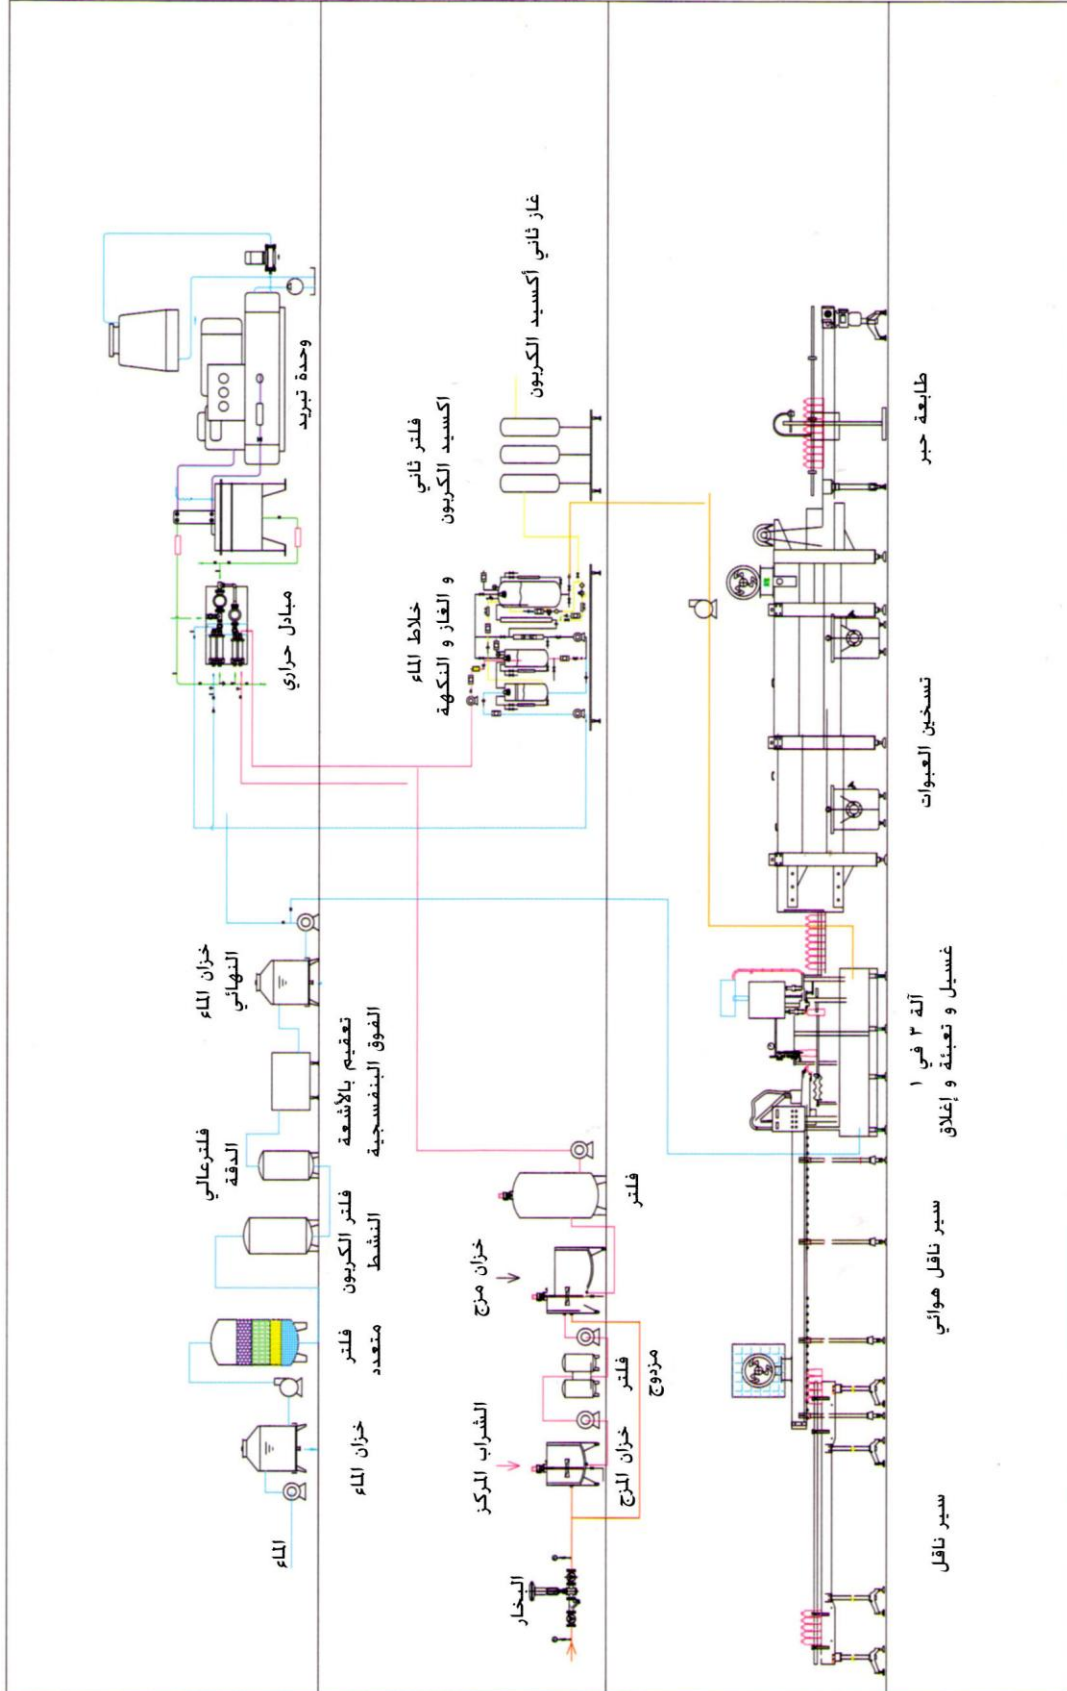 الماء
خزان الماء
فلتر
متعدد
فلتر الكربون
النشط
فلترعالي
الدقة
تعقيم بالأشعة
الفوق البنفسجية
خزان الماء
النهائي
مبادل حراري
وحدة تبريد
البخار
الشراب المركز
خزان المزج
فلتر
مزدوج
خزان مزج
فلتر
خلاط الماء
و الغاز و النكهة
فلتر ثاني
اكسيد الكربون
غاز ثاني أكسيد الكربون
سير ناقل
سير ناقل هوائي
آلة ٣ في ١
غسيل و تعبئة و إغلاق
تسخين العبوات
طابعة حبر